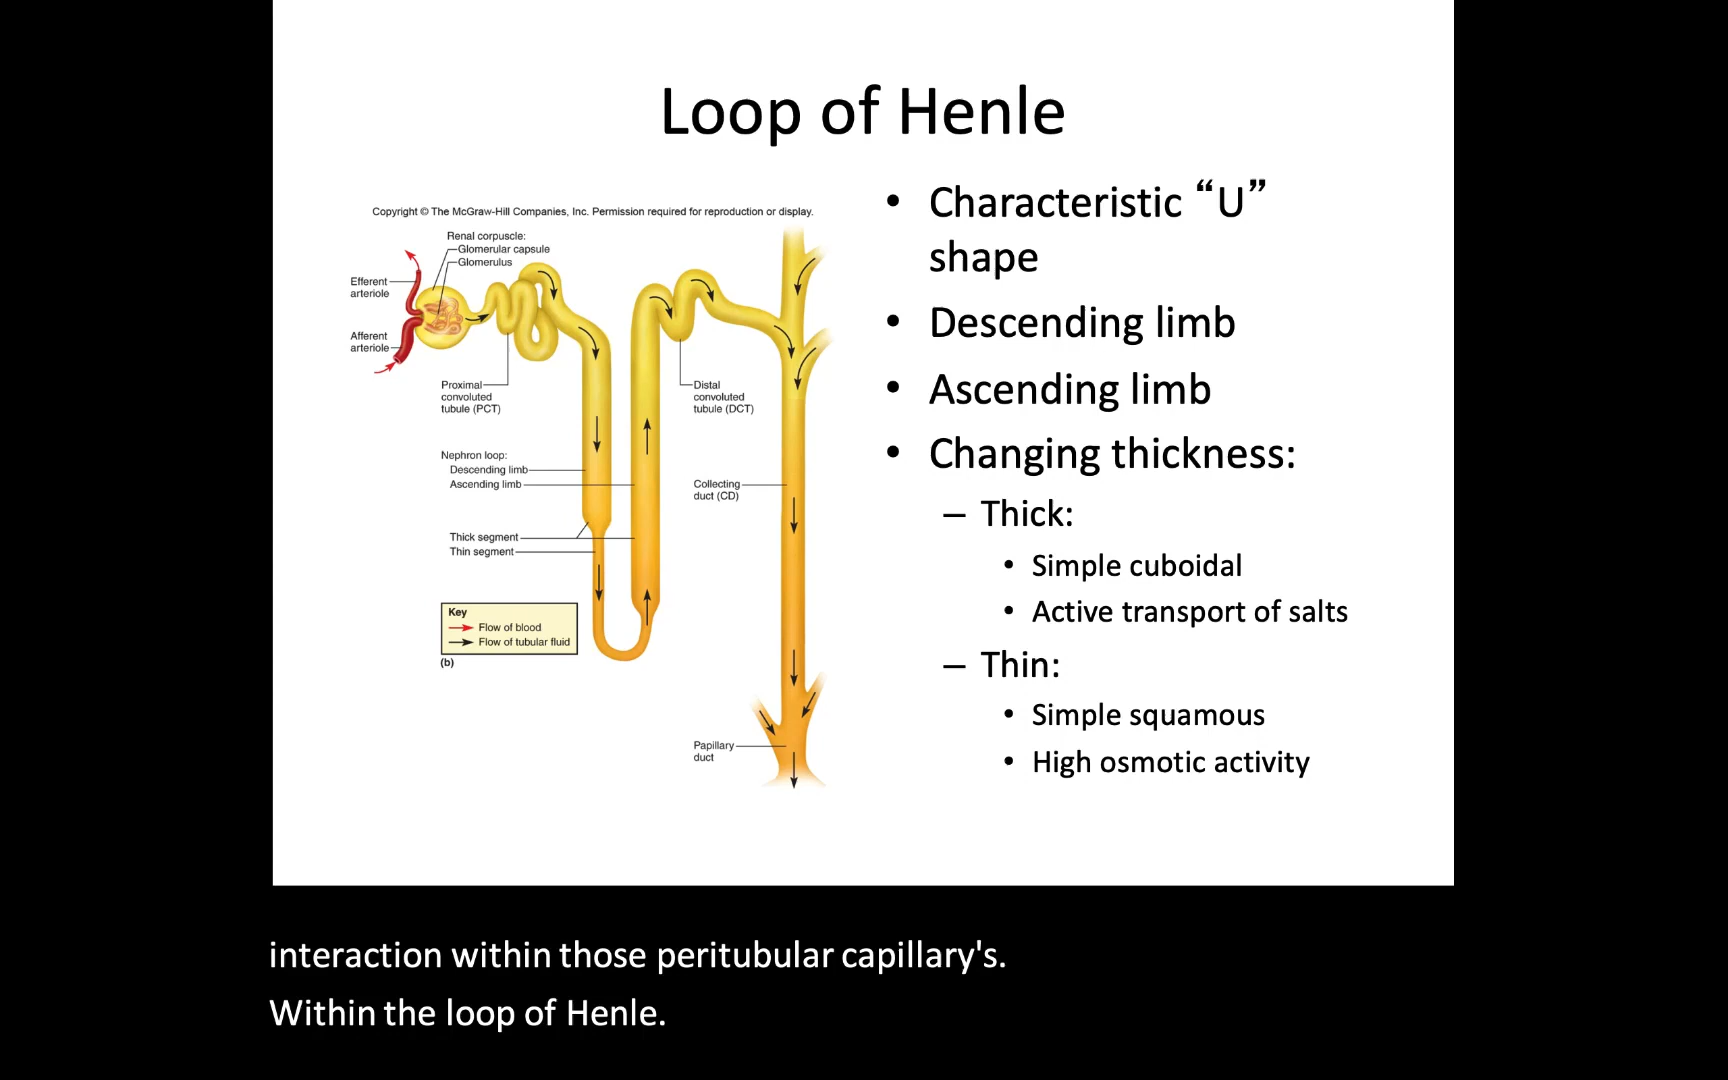 Loop of Henle
Copyright © The McGraw-Hill Companies, Inc. Permission required for reproduction or display.
Renal corpuscle:
Glomerular capsule
Glomerulus
Efferent
arteriole
Afferent
arteriole
Proximal
convoluted
tubule (PCT)
Distal
convoluted
tubule (DCT)
Nephron loop:
Descending limb
Ascending limb
Collecting
duct (CD)
Thick segment
Thin segment
Key
Flow of blood
Flow of tubular fluid
(b)
Papillary
duct
• Characteristic “U”
shape
• Descending limb
• Ascending limb
• Changing thickness:
– Thick:
• Simple cuboidal
• Active transport of salts
– Thin:
• Simple squamous
• High osmotic activity
interaction within those peritubular capillary's.
Within the loop of Henle.